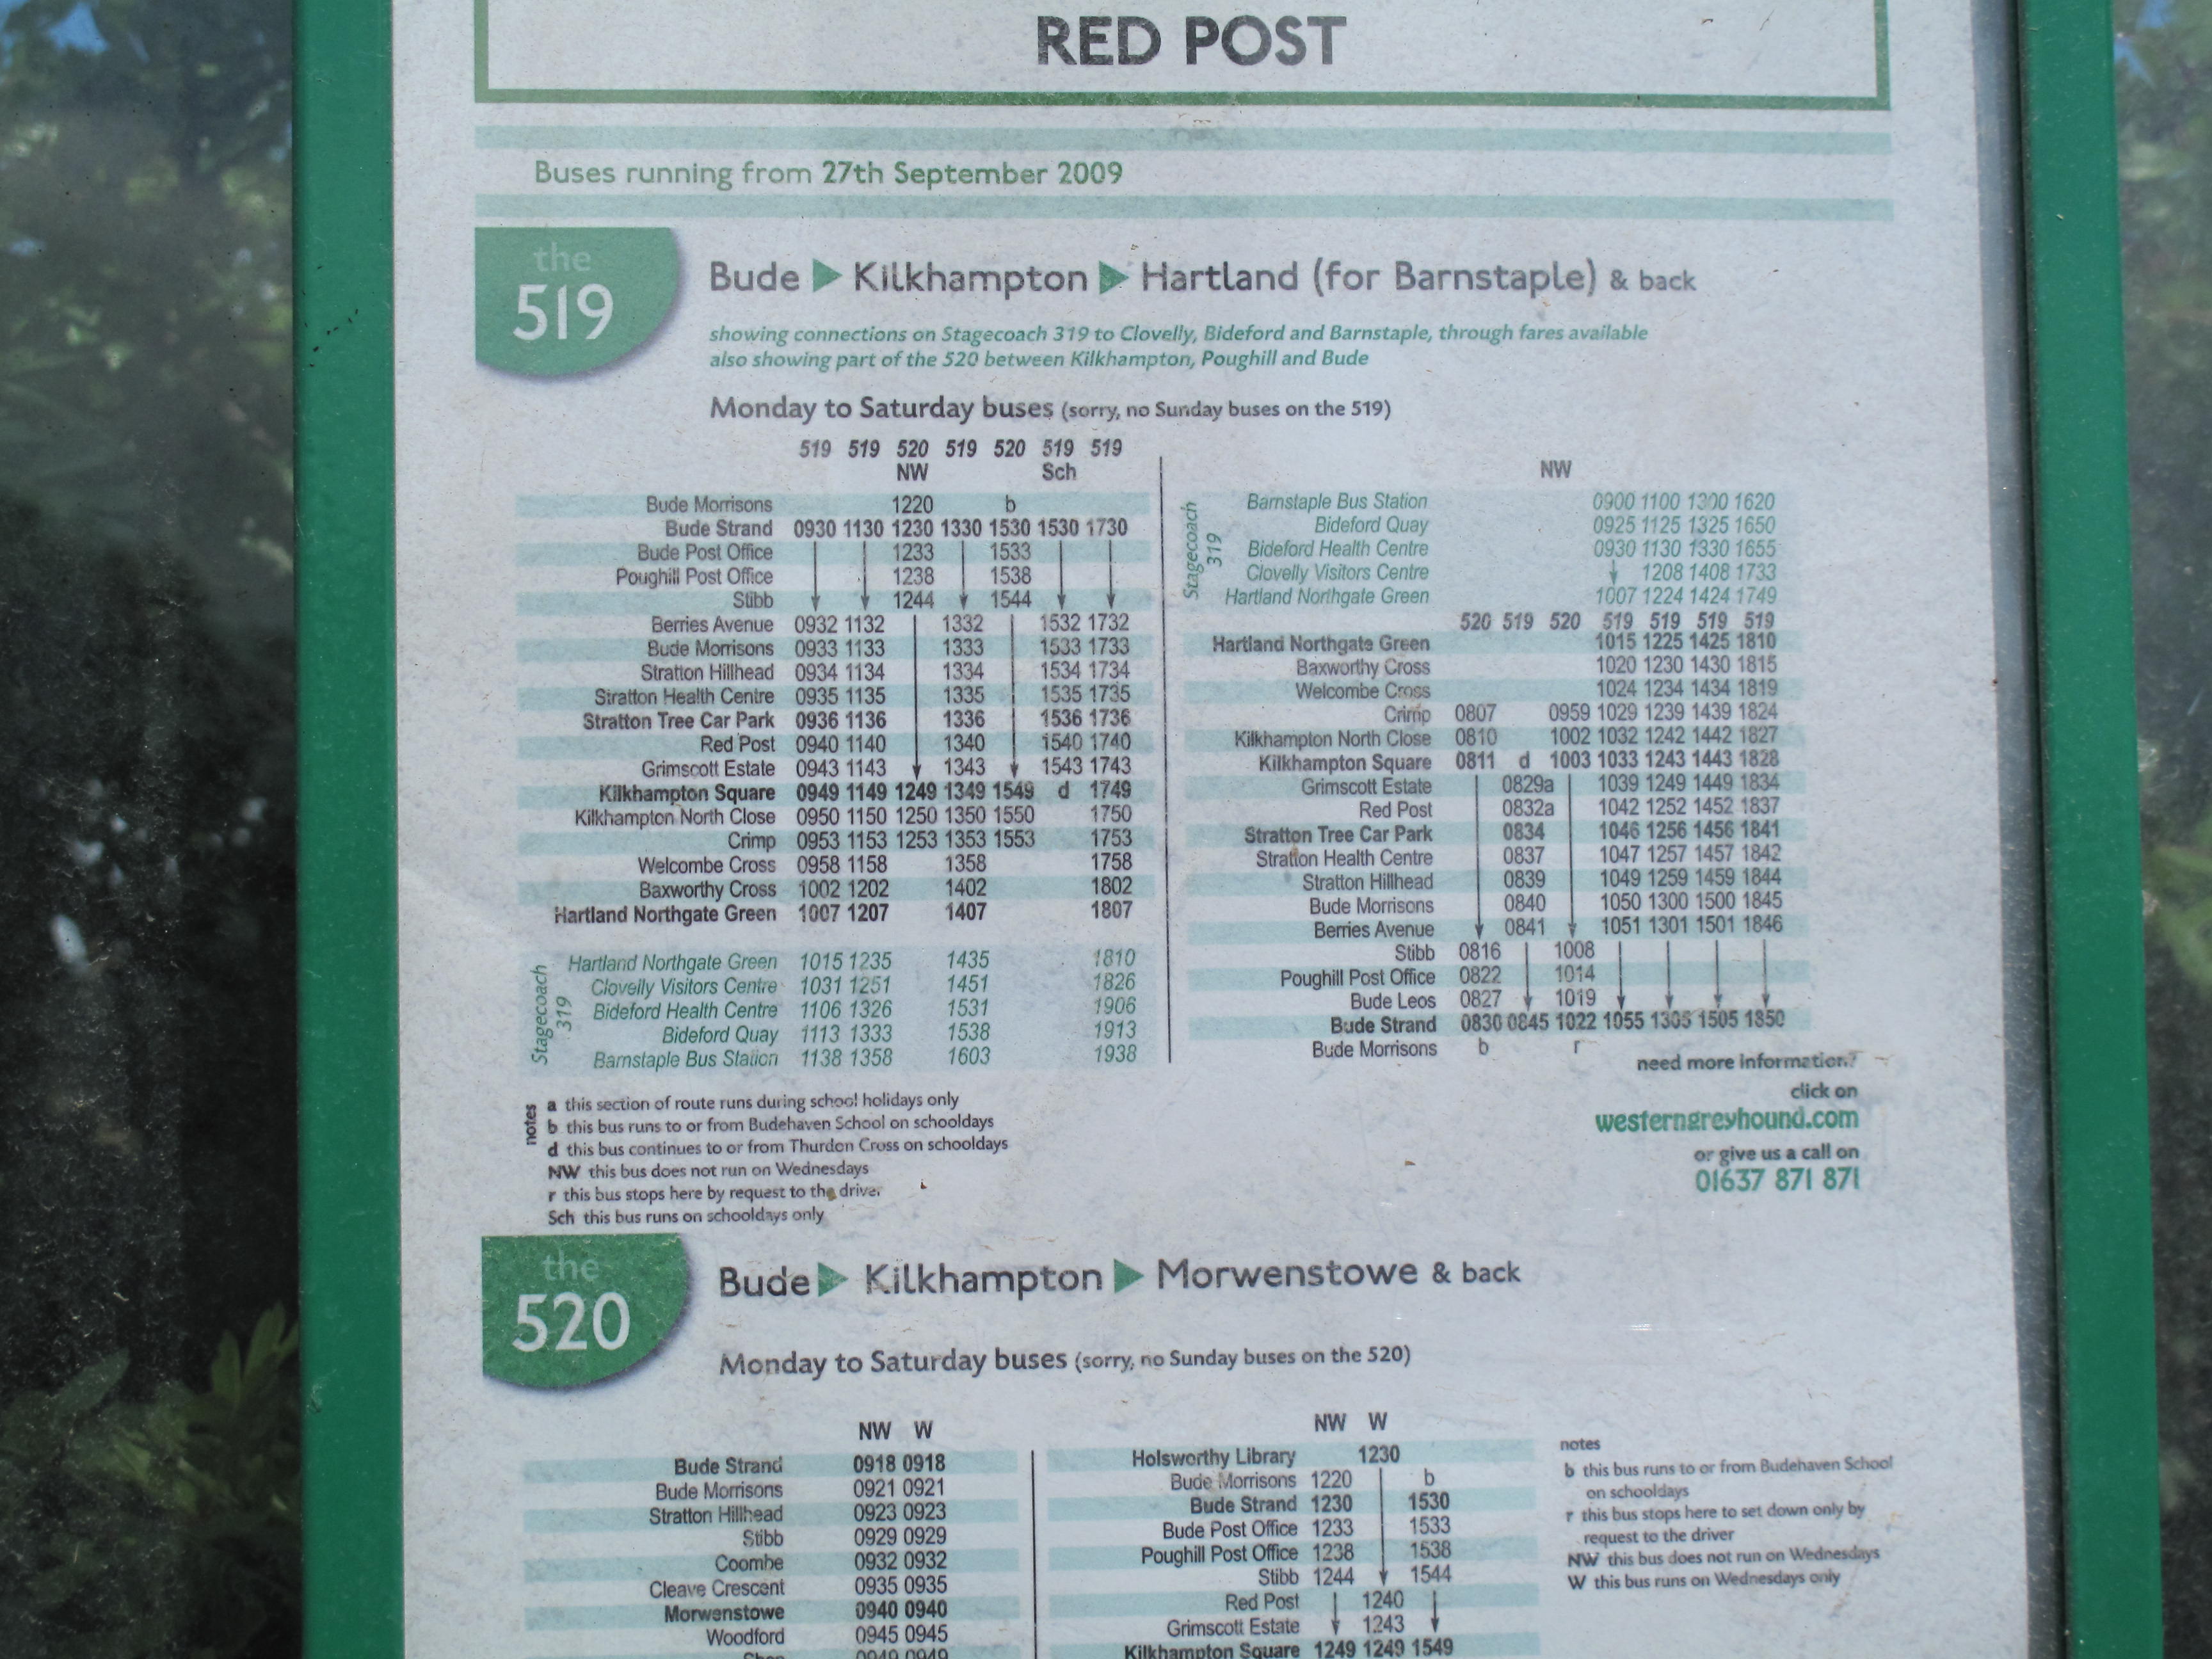 RED POST
Buses running from 27th September 2009
the
519
Bude ▶ Kilkhampton ▶ Hartland (for Barnstaple) & back
showing connections on Stagecoach 319 to Clovelly, Bideford and Barnstaple, through fares available
also showing part of the 520 between Kilkhampton, Poughill and Bude
Monday to Saturday buses (sorry, no Sunday buses on the 519)
519 519 520 519 520 519 519
NW Sch
Bude Morrisons 1220 b
Bude Strand 0930 1130 1230 1330 1530 1530 1730
Bude Post Office 1233 1533
Poughill Post Office 1238 1538
Stibb 1244 1544
Berries Avenue 0932 1132 1332 1532 1732
Bude Morrisons 0933 1133 1333 1533 1733
Stratton Hillhead 0934 1134 1334 1534 1734
Stratton Health Centre 0935 1135 1335 1535 1735
Stratton Tree Car Park 0936 1136 1336 1536 1736
Red Post 0940 1140 1340 1540 1740
Grimscott Estate 0943 1143 1343 1543 1743
Kilkhampton Square 0949 1149 1249 1349 1549 d 1749
Kilkhampton North Close 0950 1150 1250 1350 1550 1750
Crimp 0953 1153 1253 1353 1553 1753
Welcombe Cross 0958 1158 1358 1758
Baxworthy Cross 1002 1202 1402 1802
Hartland Northgate Green 1007 1207 1407 1807
Stagecoach
319
Hartland Northgate Green 1015 1235 1435 1810
Clovelly Visitors Centre 1031 1251 1451 1826
Bideford Health Centre 1106 1326 1531 1906
Bideford Quay 1113 1333 1538 1913
Barnstaple Bus Station 1138 1358 1603 1938
notes
a this section of route runs during school holidays only
b this bus runs to or from Budehaven School on schooldays
d this bus continues to or from Thurdon Cross on schooldays
NW this bus does not run on Wednesdays
r this bus stops here by request to the driver
Sch this bus runs on schooldays only
NW
Stagecoach
319
Barnstaple Bus Station 0900 1100 1300 1620
Bideford Quay 0925 1125 1325 1650
Bideford Health Centre 0930 1130 1330 1655
Clovelly Visitors Centre 1208 1408 1733
Hartland Northgate Green 1007 1224 1424 1749
520 519 520 519 519 519 519
Hartland Northgate Green 1015 1225 1425 1810
Baxworthy Cross 1020 1230 1430 1815
Welcombe Cross 1024 1234 1434 1819
Crimp 0807 0959 1029 1239 1439 1824
Kilkhampton North Close 0810 1002 1032 1242 1442 1827
Kilkhampton Square 0811 d 1003 1033 1243 1443 1828
Grimscott Estate 0829a 1039 1249 1449 1834
Red Post 0832a 1042 1252 1452 1837
Stratton Tree Car Park 0834 1046 1256 1456 1841
Stratton Health Centre 0837 1047 1257 1457 1842
Stratton Hillhead 0839 1049 1259 1459 1844
Bude Morrisons 0840 1050 1300 1500 1845
Berries Avenue 0841 1051 1301 1501 1846
Stibb 0816 1008
Poughill Post Office 0822 1014
Bude Leos 0827 1019
Bude Strand 0830 0845 1022 1055 1305 1505 1850
Bude Morrisons b r
need more information?
click on
westerngreyhound.com
or give us a call on
01637 871 871
the
520
Bude ▶ Kilkhampton ▶ Morwenstowe & back
Monday to Saturday buses (sorry, no Sunday buses on the 520)
NW W
Bude Strand 0918 0918
Bude Morrisons 0921 0921
Stratton Hillhead 0923 0923
Stibb 0929 0929
Coombe 0932 0932
Cleave Crescent 0935 0935
Morwenstowe 0940 0940
Woodford 0945 0945
Shop 0949 0949
NW W
Holsworthy Library 1230
Bude Morrisons 1220 b
Bude Strand 1230 1530
Bude Post Office 1233 1533
Poughill Post Office 1238 1538
Stibb 1244 1544
Red Post 1240
Grimscott Estate 1243
Kilkhampton Square 1249 1249 1549
notes
b this bus runs to or from Budehaven School
on schooldays
r this bus stops here to set down only by
request to the driver
NW this bus does not run on Wednesdays
W this bus runs on Wednesdays only